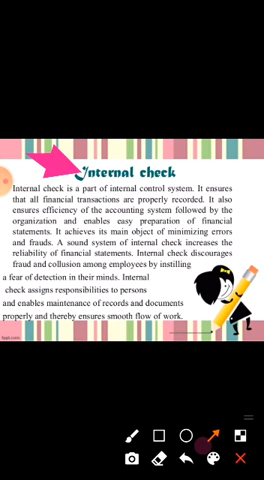 Internal check
Internal check is a part of internal control system. It ensures
that all financial transactions are properly recorded. It also
ensures efficiency of the accounting system followed by the
organization and enables easy preparation of financial
statements. It achieves its main object of minimizing errors
and frauds. A sound system of internal check increases the
reliability of financial statements. Internal check discourages
fraud and collusion among employees by instilling
a fear of detection in their minds. Internal
check assigns responsibilities to persons
and enables maintenance of records and documents
properly and thereby ensures smooth flow of work.